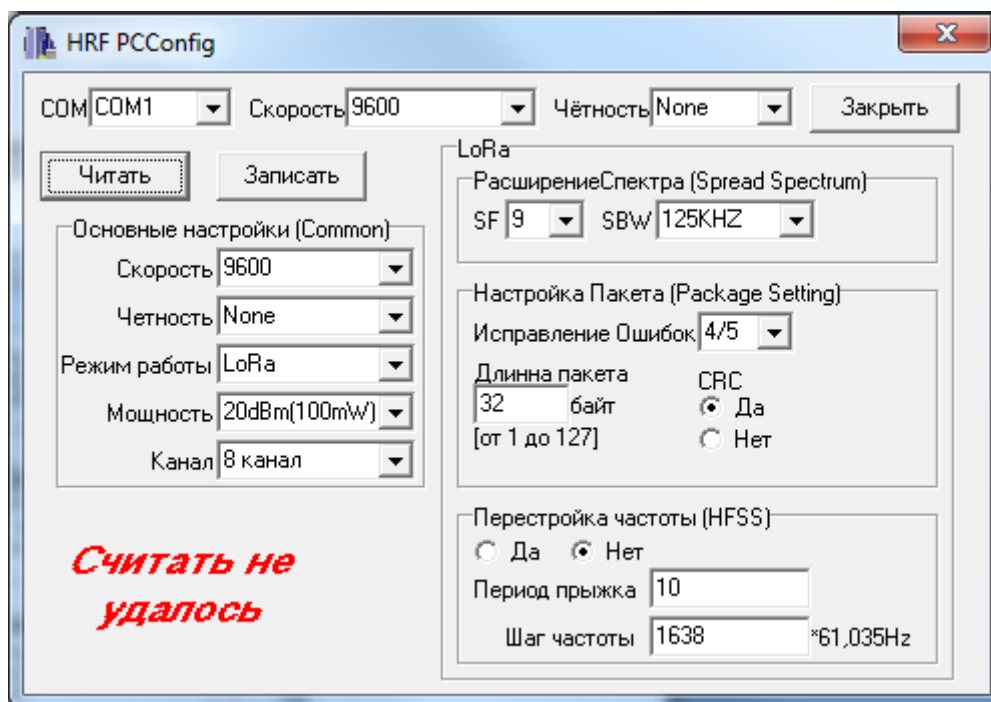 HRF PCConfig
COM COM1 Скорость 9600 Чётность None Закрыть
Читать Записать
Основные настройки (Common)
Скорость 9600
Четность None
Режим работы LoRa
Мощность 20dBm(100mW)
Канал 8 канал
Считать не
удалось
LoRa
РасширениеСпектра (Spread Spectrum)
SF 9 SBW 125KHZ
Настройка Пакета (Package Setting)
Исправление Ошибок 4/5
Длинна пакета
32 байт
[от 1 до 127]
CRC
Да
Нет
Перестройка частоты (HFSS)
Да Нет
Период прыжка 10
Шаг частоты 1638 *61,035Hz